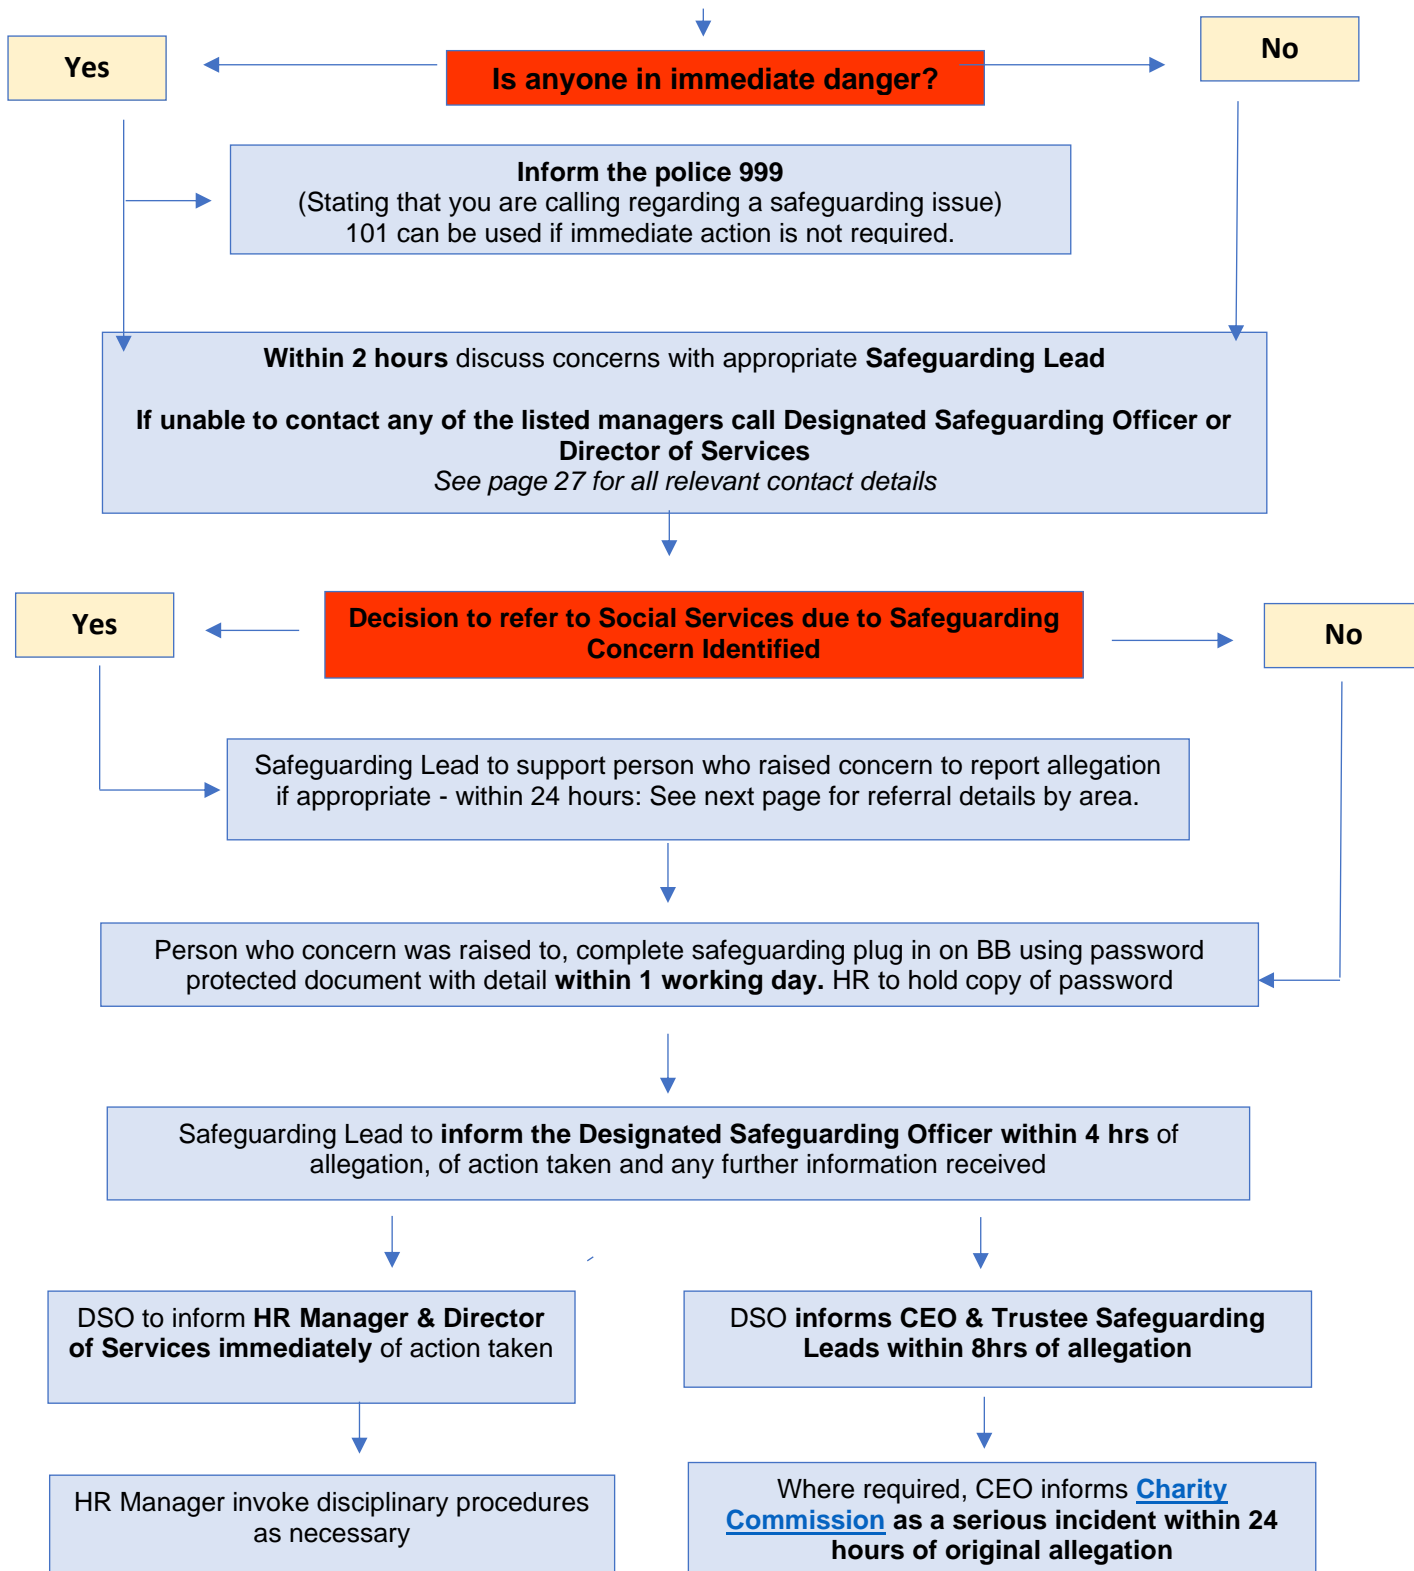 Yes
Is anyone in immediate danger?
No
Inform the police 999
(Stating that you are calling regarding a safeguarding issue)
101 can be used if immediate action is not required.
Within 2 hours discuss concerns with appropriate Safeguarding Lead
If unable to contact any of the listed managers call Designated Safeguarding Officer or
Director of Services
See page 27 for all relevant contact details
Yes
Decision to refer to Social Services due to Safeguarding
Concern Identified
No
Safeguarding Lead to support person who raised concern to report allegation
if appropriate - within 24 hours: See next page for referral details by area.
Person who concern was raised to, complete safeguarding plug in on BB using password
protected document with detail within 1 working day. HR to hold copy of password
Safeguarding Lead to inform the Designated Safeguarding Officer within 4 hrs of
allegation, of action taken and any further information received
DSO to inform HR Manager & Director
of Services immediately of action taken
DSO informs CEO & Trustee Safeguarding
Leads within 8hrs of allegation
HR Manager invoke disciplinary procedures
as necessary
Where required, CEO informs Charity
Commission as a serious incident within 24
hours of original allegation